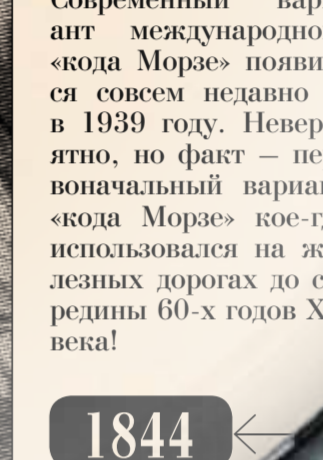 Современный вар
ант международно
«кода Морзе» появи
ся совсем недавно
в 1939 году. Невер
ятно, но факт – пе
воначальный вариа
«кода Морзе» кое-г
использовался на ж
лезных дорогах до с
редины 60-х годов X
века!
1844